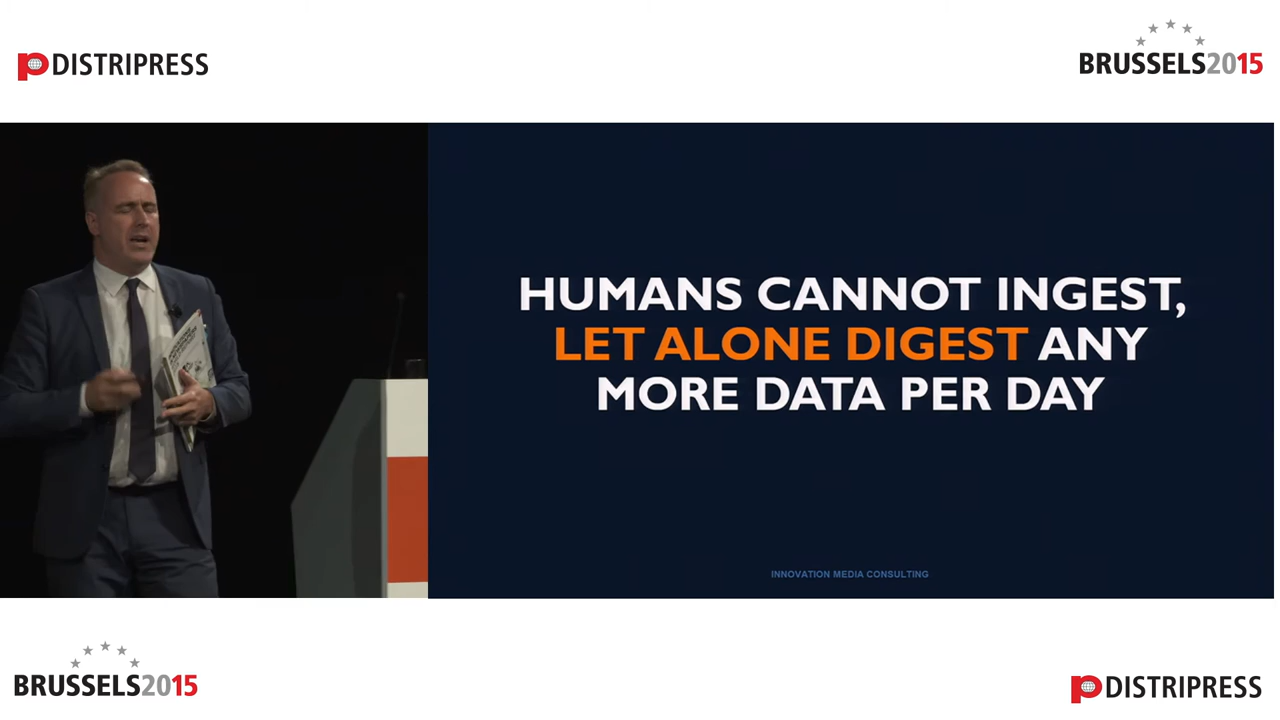 DISTRIPRESS
BRUSSELS2015
HUMANS CANNOT INGEST,
LET ALONE DIGEST ANY
MORE DATA PER DAY
INNOVATION MEDIA CONSULTING
BRUSSELS2015
DISTRIPRESS